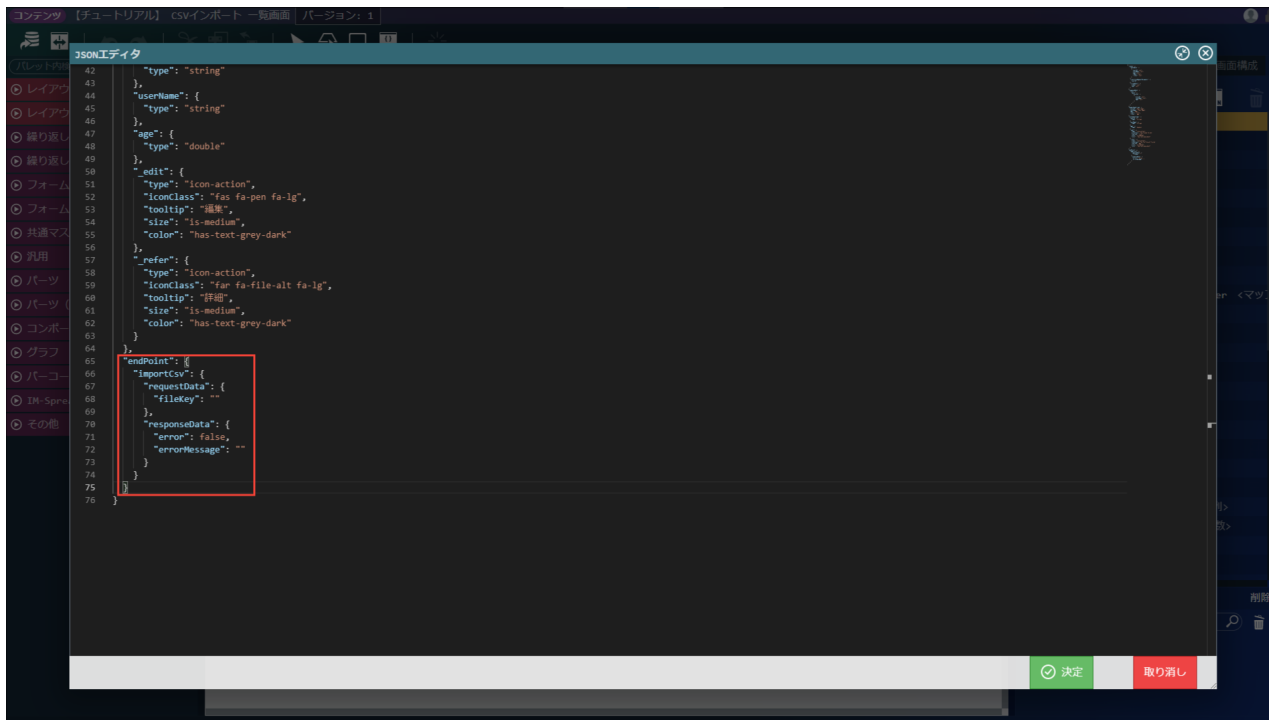 コンテンツ 【チュートリアル】 CSVインポート 一覧画面 バージョン: 1
JSONエディタ
画面構成
レイアウ
レイアウ
繰り返し
繰り返し
フォーム
フォーム
共通マス
汎用
パーツ
パーツ (
コンポー
グラフ
バーコー
IM-Sprea
その他
42 "type": "string"
43 },
44 "userName": {
45 "type": "string"
46 },
47 "age": {
48 "type": "double"
49 },
50 "_edit": {
51 "type": "icon-action",
52 "iconClass": "fas fa-pen fa-lg",
53 "tooltip": "編集",
54 "size": "is-medium",
55 "color": "has-text-grey-dark"
56 },
57 "_refer": {
58 "type": "icon-action",
59 "iconClass": "far fa-file-alt fa-lg",
60 "tooltip": "詳細",
61 "size": "is-medium",
62 "color": "has-text-grey-dark"
63 }
64 },
65 "endPoint": {
66 "importCsv": {
67 "requestData": {
68 "fileKey": ""
69 },
70 "responseData": {
71 "error": false,
72 "errorMessage": ""
73 }
74 }
75 }
76 }
er <マッ
数>
削除
決定
取り消し